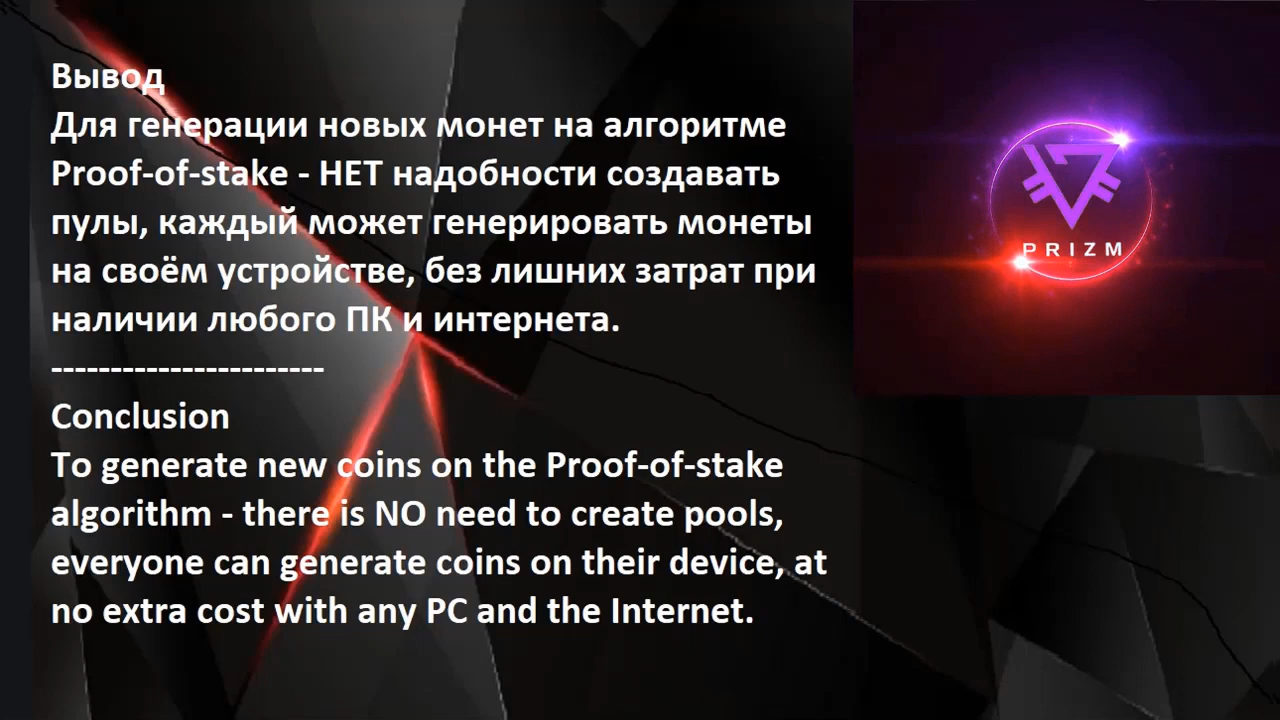 Вывод
Для генерации новых монет на алгоритме
Proof-of-stake - НЕТ надобности создавать
пулы, каждый может генерировать монеты
на своём устройстве, без лишних затрат при
наличии любого ПК и интернета.
-----------------------
Conclusion
To generate new coins on the Proof-of-stake
algorithm - there is NO need to create pools,
everyone can generate coins on their device, at
no extra cost with any PC and the Internet.
PRIZM